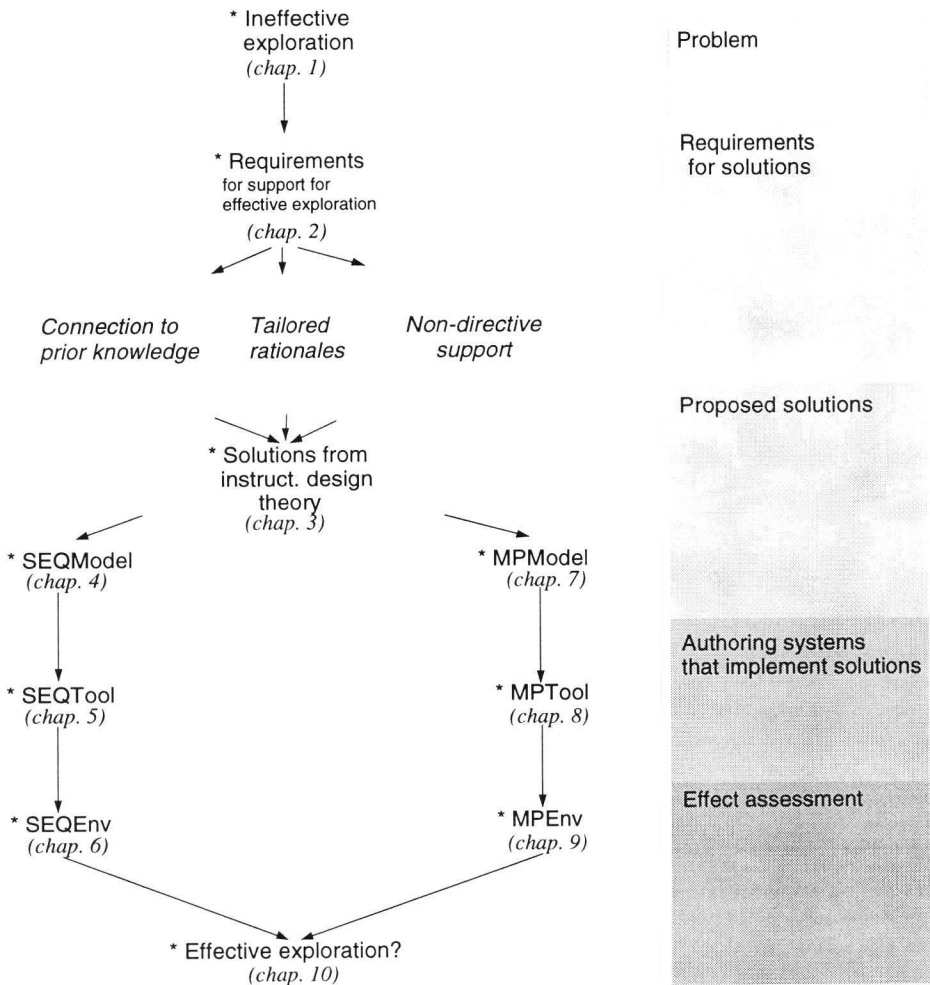 * Ineffective
exploration
(chap. 1)
Problem
* Requirements
for support for
effective exploration
(chap. 2)
Requirements
for solutions
Connection to
prior knowledge
Tailored
rationales
Non-directive
support
* Solutions from
instruct. design
theory
(chap. 3)
Proposed solutions
* SEQModel
(chap. 4)
* MPModel
(chap. 7)
* SEQTool
(chap. 5)
* MPTool
(chap. 8)
Authoring systems
that implement solutions
* SEQEnv
(chap. 6)
* MPEnv
(chap. 9)
Effect assessment
* Effective exploration?
(chap. 10)